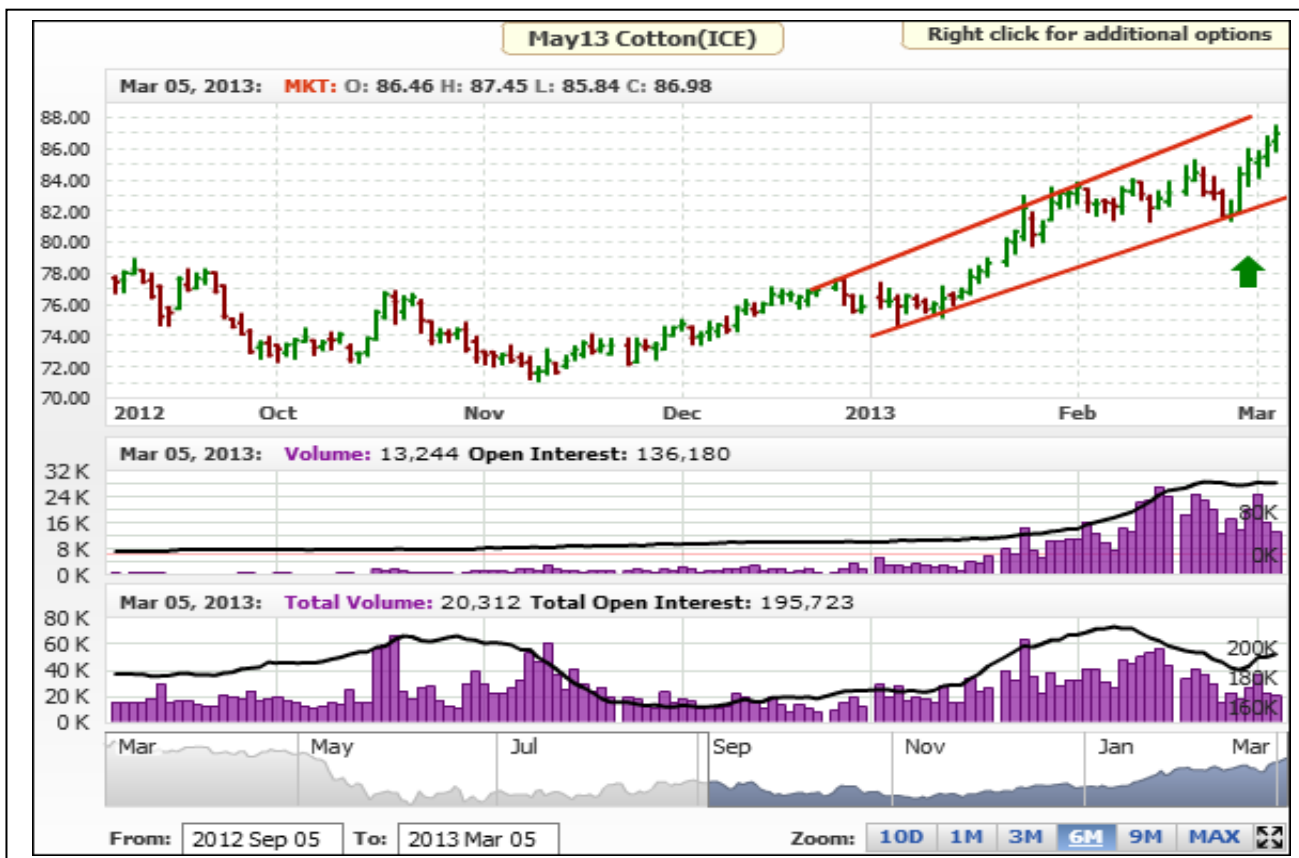 May13 Cotton(ICE)
Right click for additional options
Mar 05, 2013: MKT: O: 86.46 H: 87.45 L: 85.84 C: 86.98
88.00
86.00
84.00
82.00
80.00
78.00
76.00
74.00
72.00
70.00
2012 Oct Nov Dec 2013 Feb Mar
Mar 05, 2013: Volume: 13,244 Open Interest: 136,180
32 K
24 K
16 K
80K
8 K
0K
0 K
Mar 05, 2013: Total Volume: 20,312 Total Open Interest: 195,723
80 K
60 K
200K
40 K
180K
20 K
160K
0 K
Mar May Jul Sep Nov Jan Mar
From: 2012 Sep 05 To: 2013 Mar 05 Zoom: 10D 1M 3M 6M 9M MAX